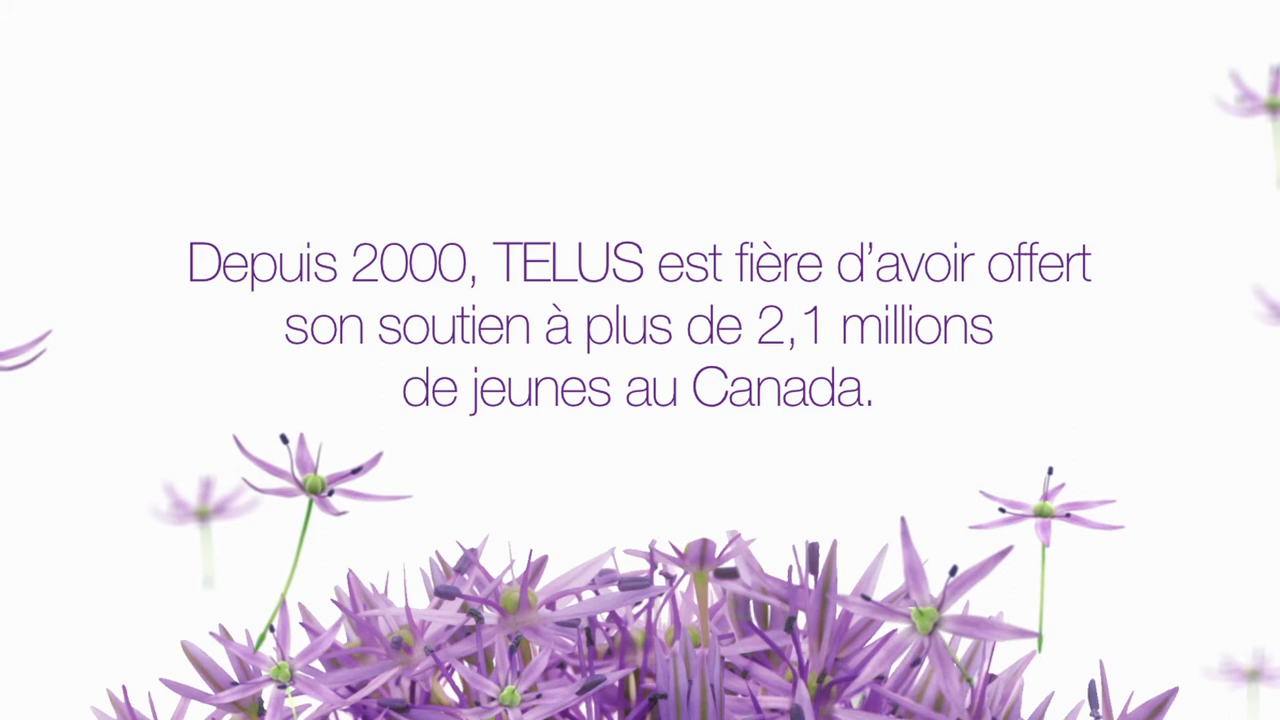 Depuis 2000, TELUS est fière d’avoir offert
son soutien à plus de 2,1 millions
de jeunes au Canada.